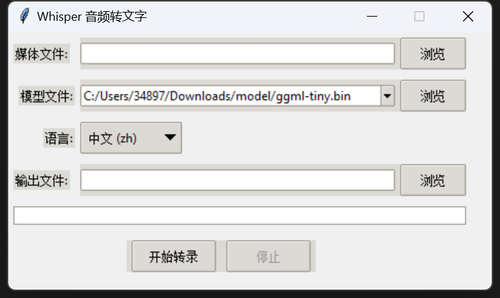 Whisper 音频转文字
媒体文件: 浏览
模型文件: C:/Users/34897/Downloads/model/ggml-tiny.bin 浏览
语言: 中文 (zh)
输出文件: 浏览
开始转录 停止